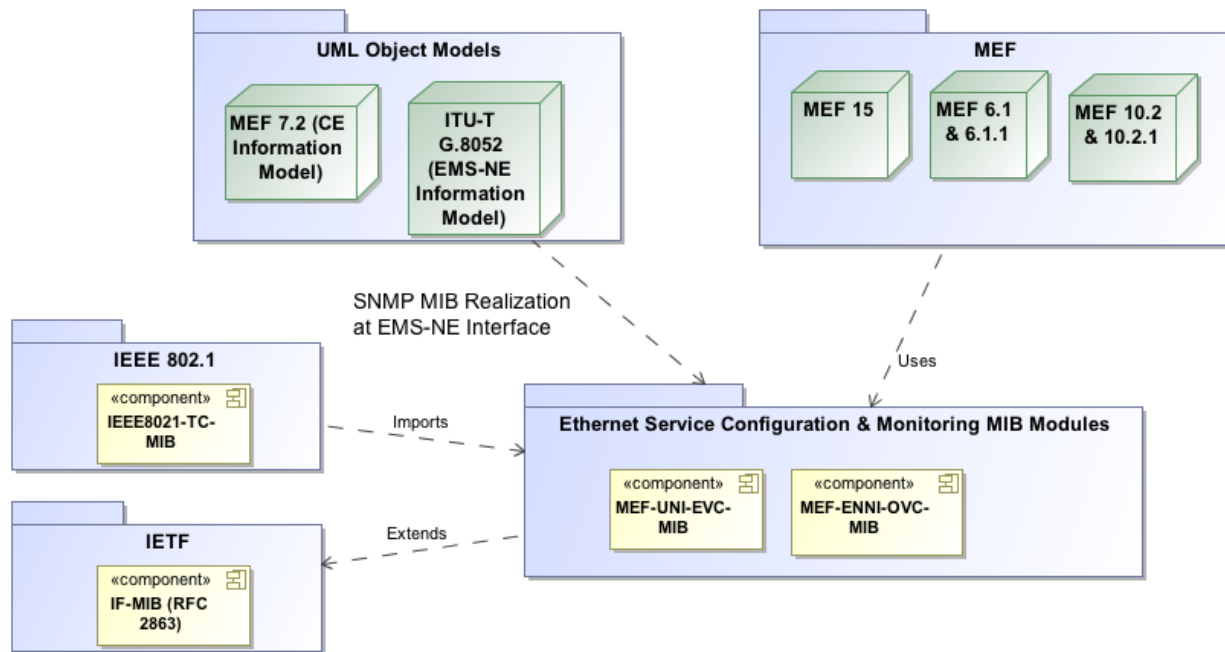 UML Object Models
MEF 7.2 (CE
Information
Model)
ITU-T
G.8052
(EMS-NE
Information
Model)
MEF
MEF 15
MEF 6.1
& 6.1.1
MEF 10.2
& 10.2.1
SNMP MIB Realization
at EMS-NE Interface
Uses
IEEE 802.1
«component»
IEEE8021-TC-
MIB
Imports
Ethernet Service Configuration & Monitoring MIB Modules
«component»
MEF-UNI-EVC-
MIB
«component»
MEF-ENNI-OVC-
MIB
Extends
IETF
«component»
IF-MIB (RFC
2863)